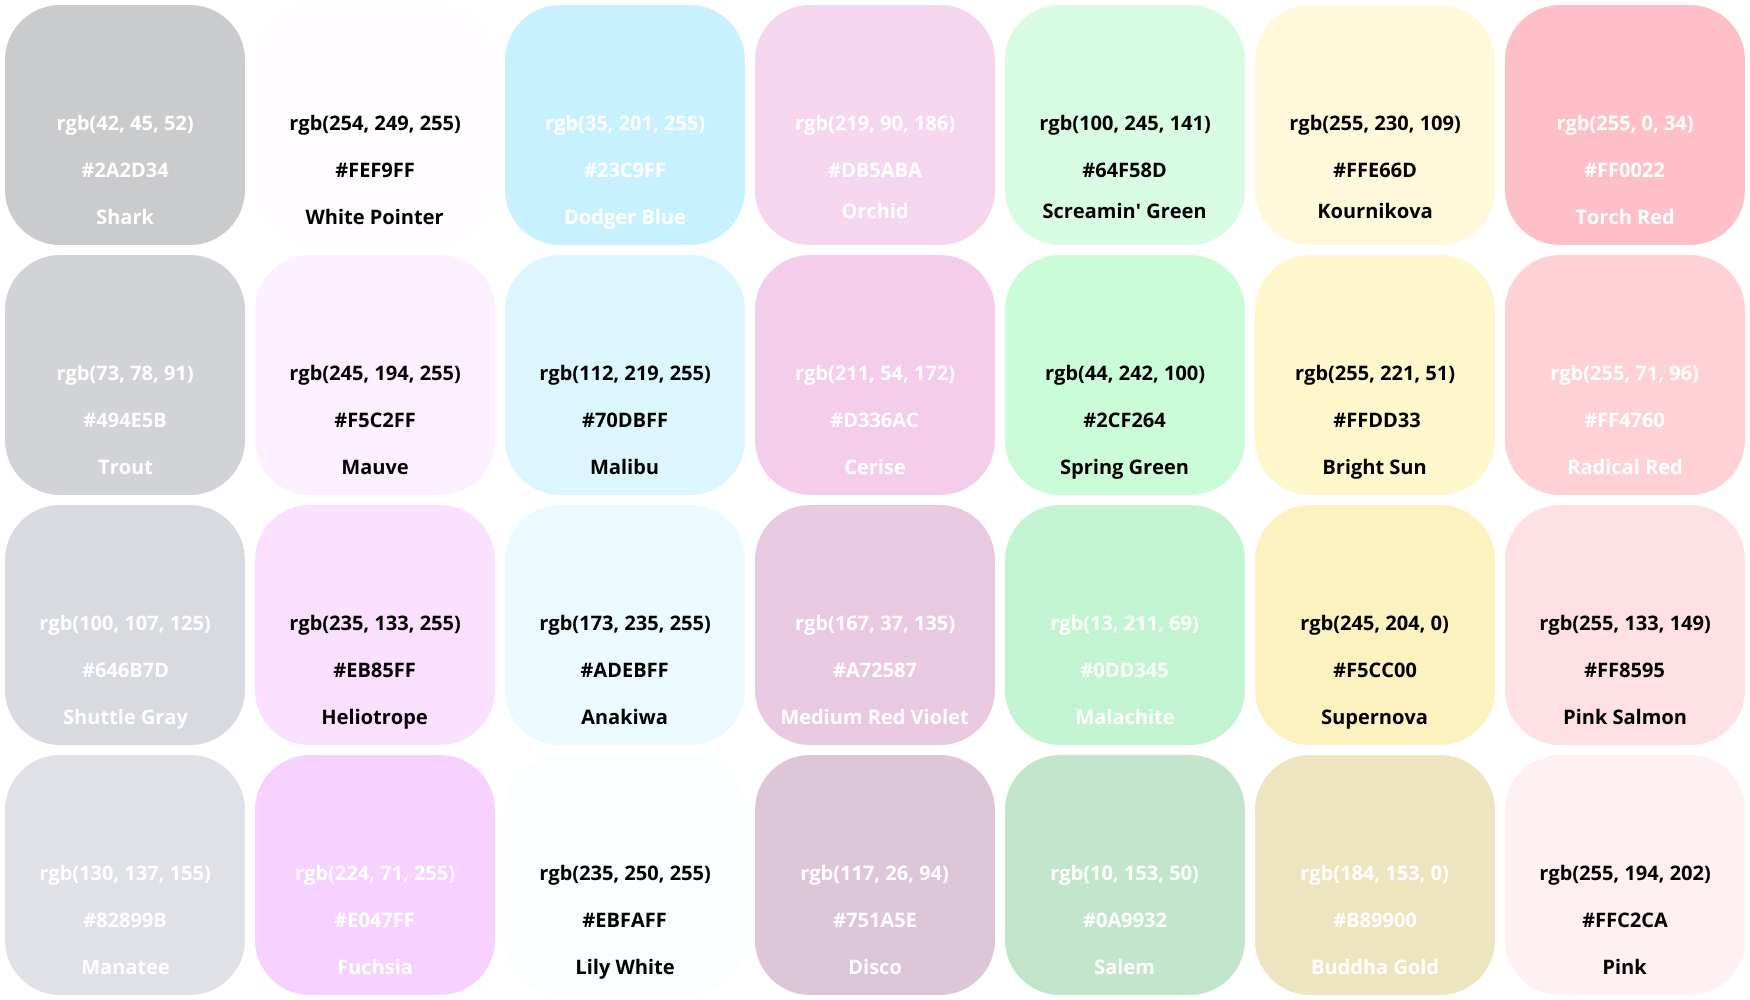 rgb(42, 45, 52)
#2A2D34
Shark
rgb(254, 249, 255)
#FEF9FF
White Pointer
rgb(35, 201, 255)
#23C9FF
Dodger Blue
rgb(219, 90, 186)
#DB5ABA
Orchid
rgb(100, 245, 141)
#64F58D
Screamin' Green
rgb(255, 230, 109)
#FFE66D
Kournikova
rgb(255, 0, 34)
#FF0022
Torch Red
rgb(73, 78, 91)
#494E5B
Trout
rgb(245, 194, 255)
#F5C2FF
Mauve
rgb(112, 219, 255)
#70DBFF
Malibu
rgb(211, 54, 172)
#D336AC
Cerise
rgb(44, 242, 100)
#2CF264
Spring Green
rgb(255, 221, 51)
#FFDD33
Bright Sun
rgb(255, 71, 96)
#FF4760
Radical Red
rgb(100, 107, 125)
#646B7D
Shuttle Gray
rgb(235, 133, 255)
#EB85FF
Heliotrope
rgb(173, 235, 255)
#ADEBFF
Anakiwa
rgb(167, 37, 135)
#A72587
Medium Red Violet
rgb(13, 211, 69)
#0DD345
Malachite
rgb(245, 204, 0)
#F5CC00
Supernova
rgb(255, 133, 149)
#FF8595
Pink Salmon
rgb(130, 137, 155)
#82899B
Manatee
rgb(224, 71, 255)
#E047FF
Fuchsia
rgb(235, 250, 255)
#EBFAFF
Lily White
rgb(117, 26, 94)
#751A5E
Disco
rgb(10, 153, 50)
#0A9932
Salem
rgb(184, 153, 0)
#B89900
Buddha Gold
rgb(255, 194, 202)
#FFC2CA
Pink